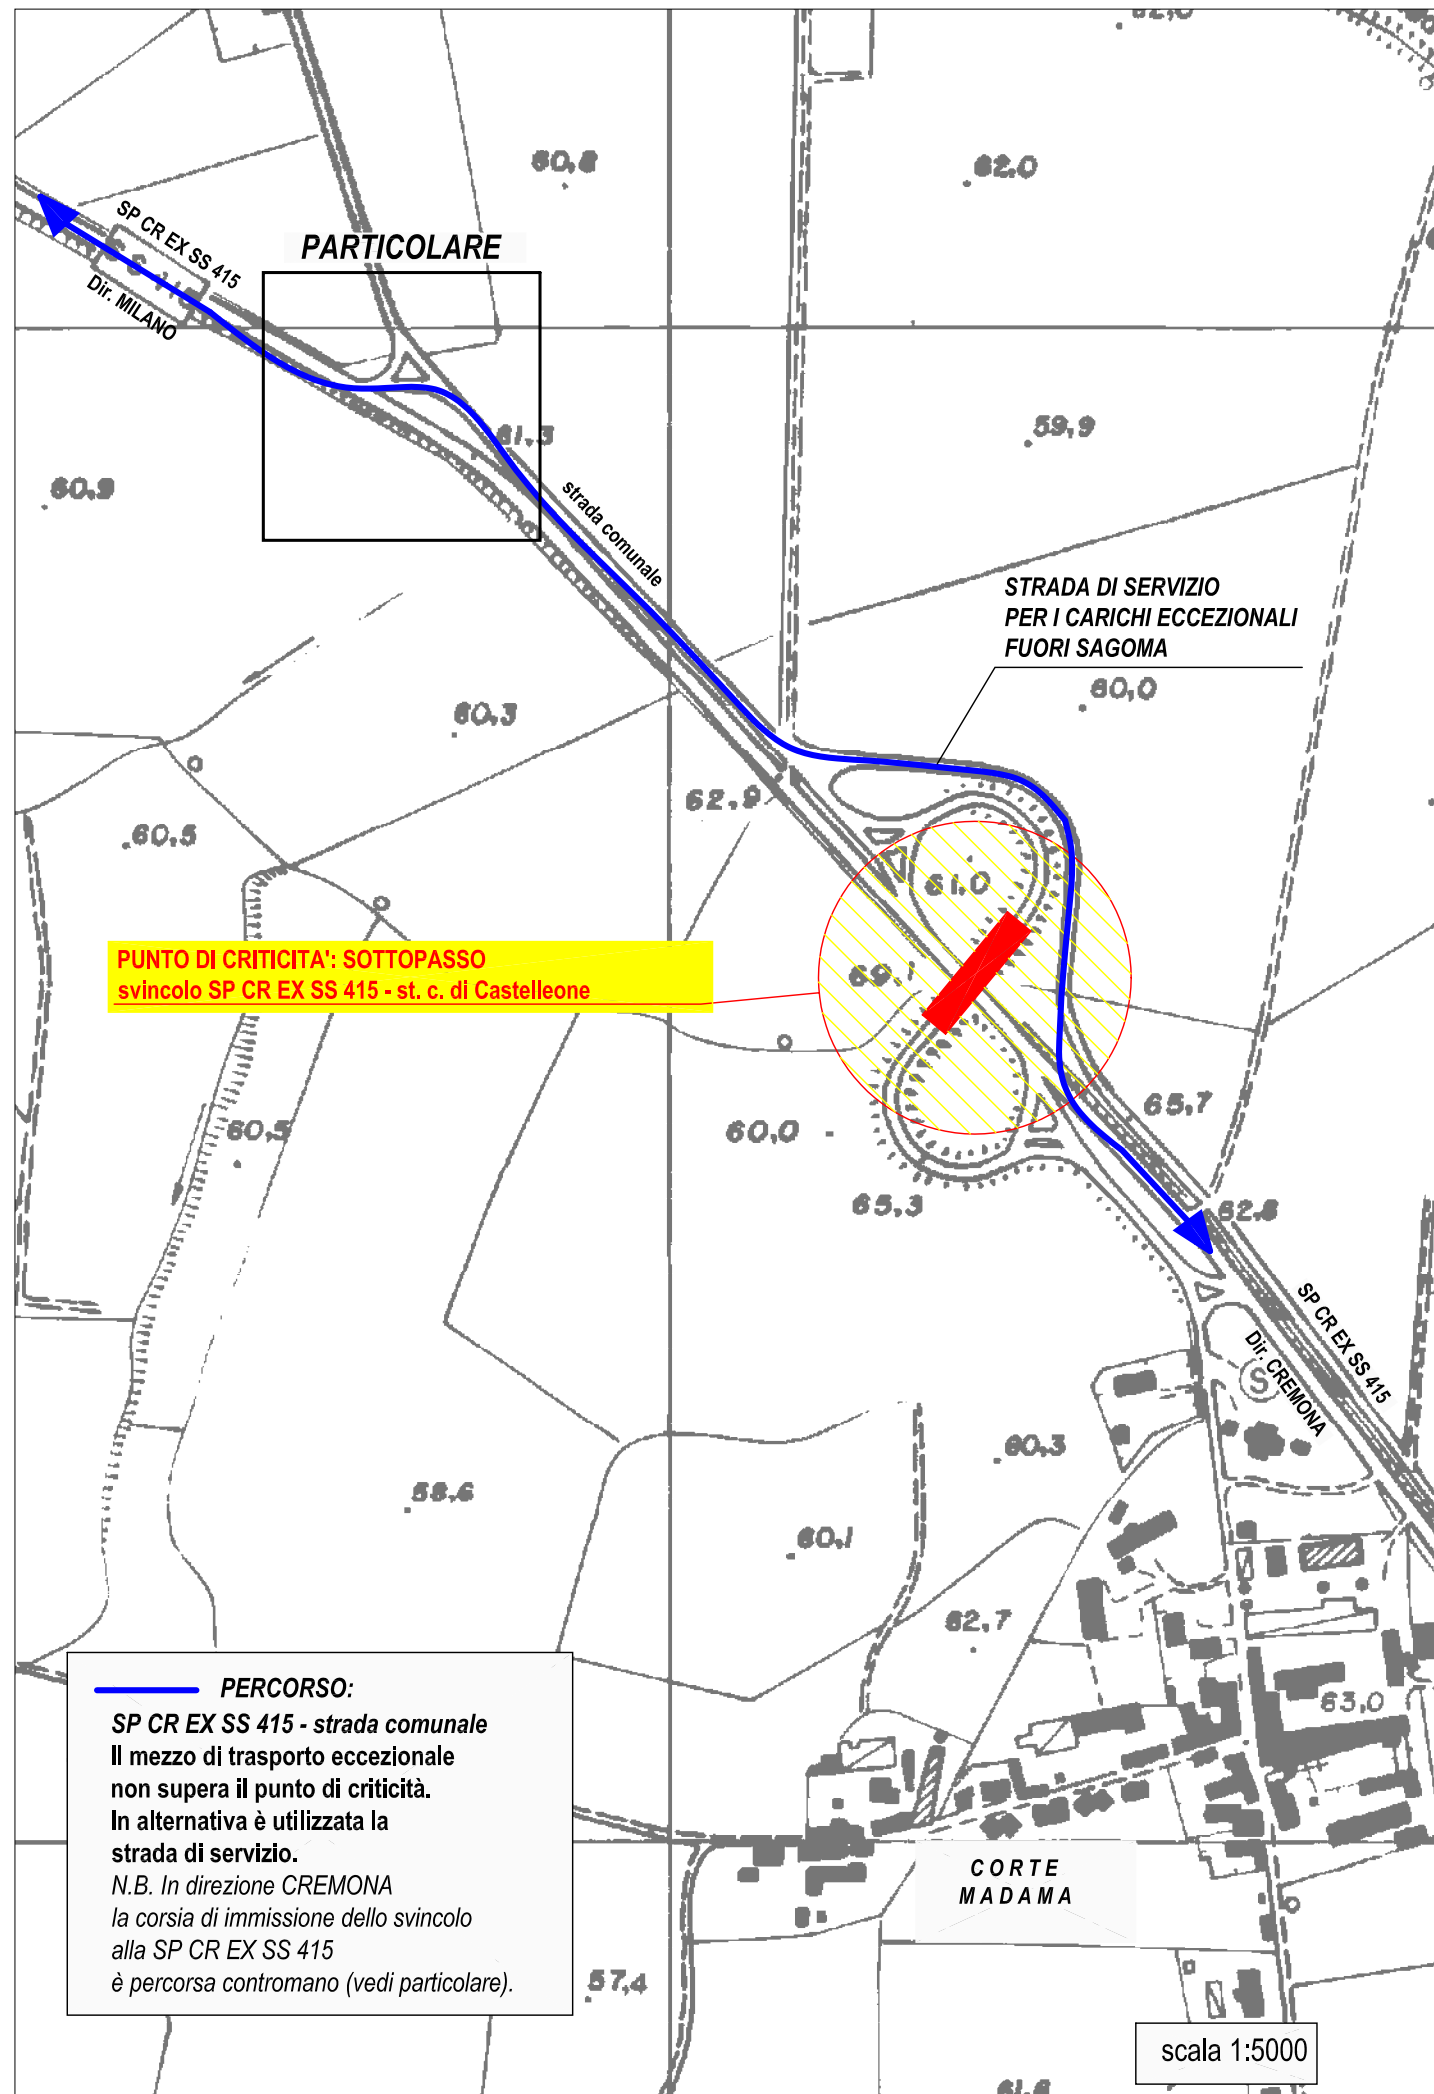 62,0
60,8
62.0
SP CR EX SS 415
PARTICOLARE
Dir. MILANO
61.3
59,9
60.9
strada comunale
STRADA DI SERVIZIO
PER I CARICHI ECCEZIONALI
FUORI SAGOMA
60,0
60,3
62,9
60,5
61,0
PUNTO DI CRITICITA': SOTTOPASSO
svincolo SP CR EX SS 415 - st. c. di Castelleone
65,7
60,5
60,0
65,3
62,8
SP CR EX SS 415
Dir. CREMONA
S
60,3
60,1
62,7
63,0
PERCORSO:
SP CR EX SS 415 - strada comunale
Il mezzo di trasporto eccezionale
non supera il punto di criticità.
In alternativa è utilizzata la
strada di servizio.
N.B. In direzione CREMONA
la corsia di immissione dello svincolo
alla SP CR EX SS 415
è percorsa contromano (vedi particolare).
CORTE
MADAMA
57,4
scala 1:5000